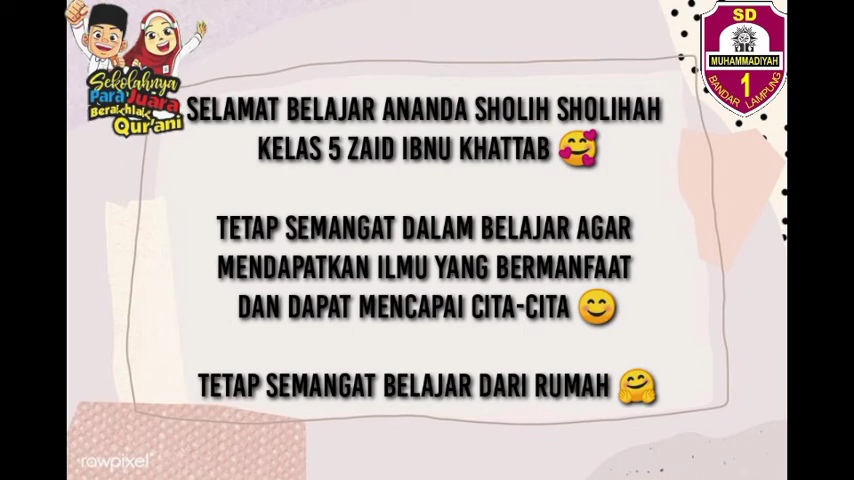 Sekolahnya
Para Juara
Berakhlak
Qur'ani
SD
MUHAMMADIYAH
1
BANDAR LAMPUNG
SELAMAT BELAJAR ANANDA SHOLIH SHOLIHAH
KELAS 5 ZAID IBNU KHATTAB 🥰
TETAP SEMANGAT DALAM BELAJAR AGAR
MENDAPATKAN ILMU YANG BERMANFAAT
DAN DAPAT MENCAPAI CITA-CITA 😊
TETAP SEMANGAT BELAJAR DARI RUMAH 🤗
rawpixel